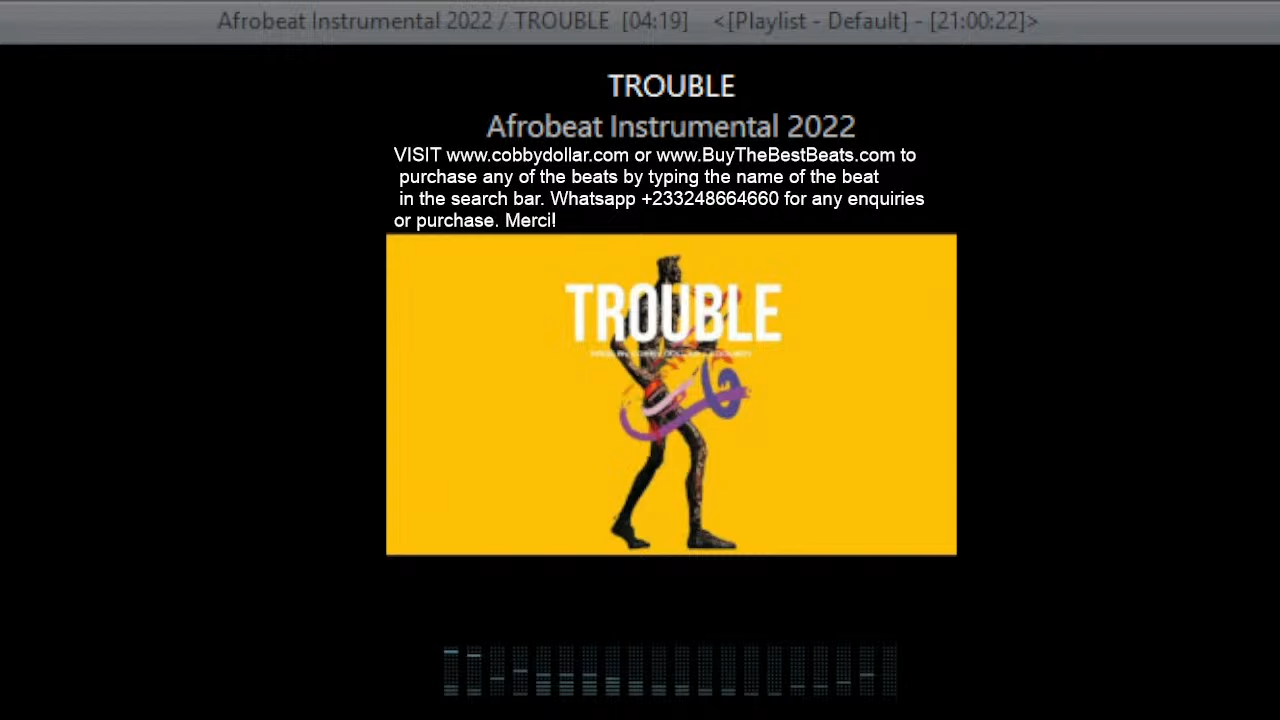 Afrobeat Instrumental 2022 / TROUBLE [04:19] <[Playlist - Default] - [21:00:22]>
TROUBLE
Afrobeat Instrumental 2022
VISIT www.cobbydollar.com or www.BuyTheBestBeats.com to
purchase any of the beats by typing the name of the beat
in the search bar. Whatsapp +233248664660 for any enquiries
or purchase. Merci!
TROUBLE